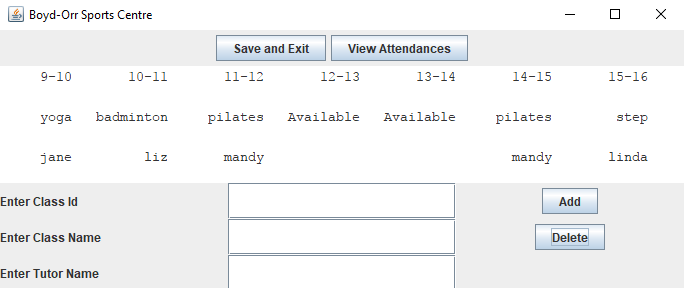 Boyd-Orr Sports Centre
Save and Exit View Attendances
9-10 10-11 11-12 12-13 13-14 14-15 15-16
yoga badminton pilates Available Available pilates step
jane liz mandy mandy linda
Enter Class Id Add
Enter Class Name Delete
Enter Tutor Name